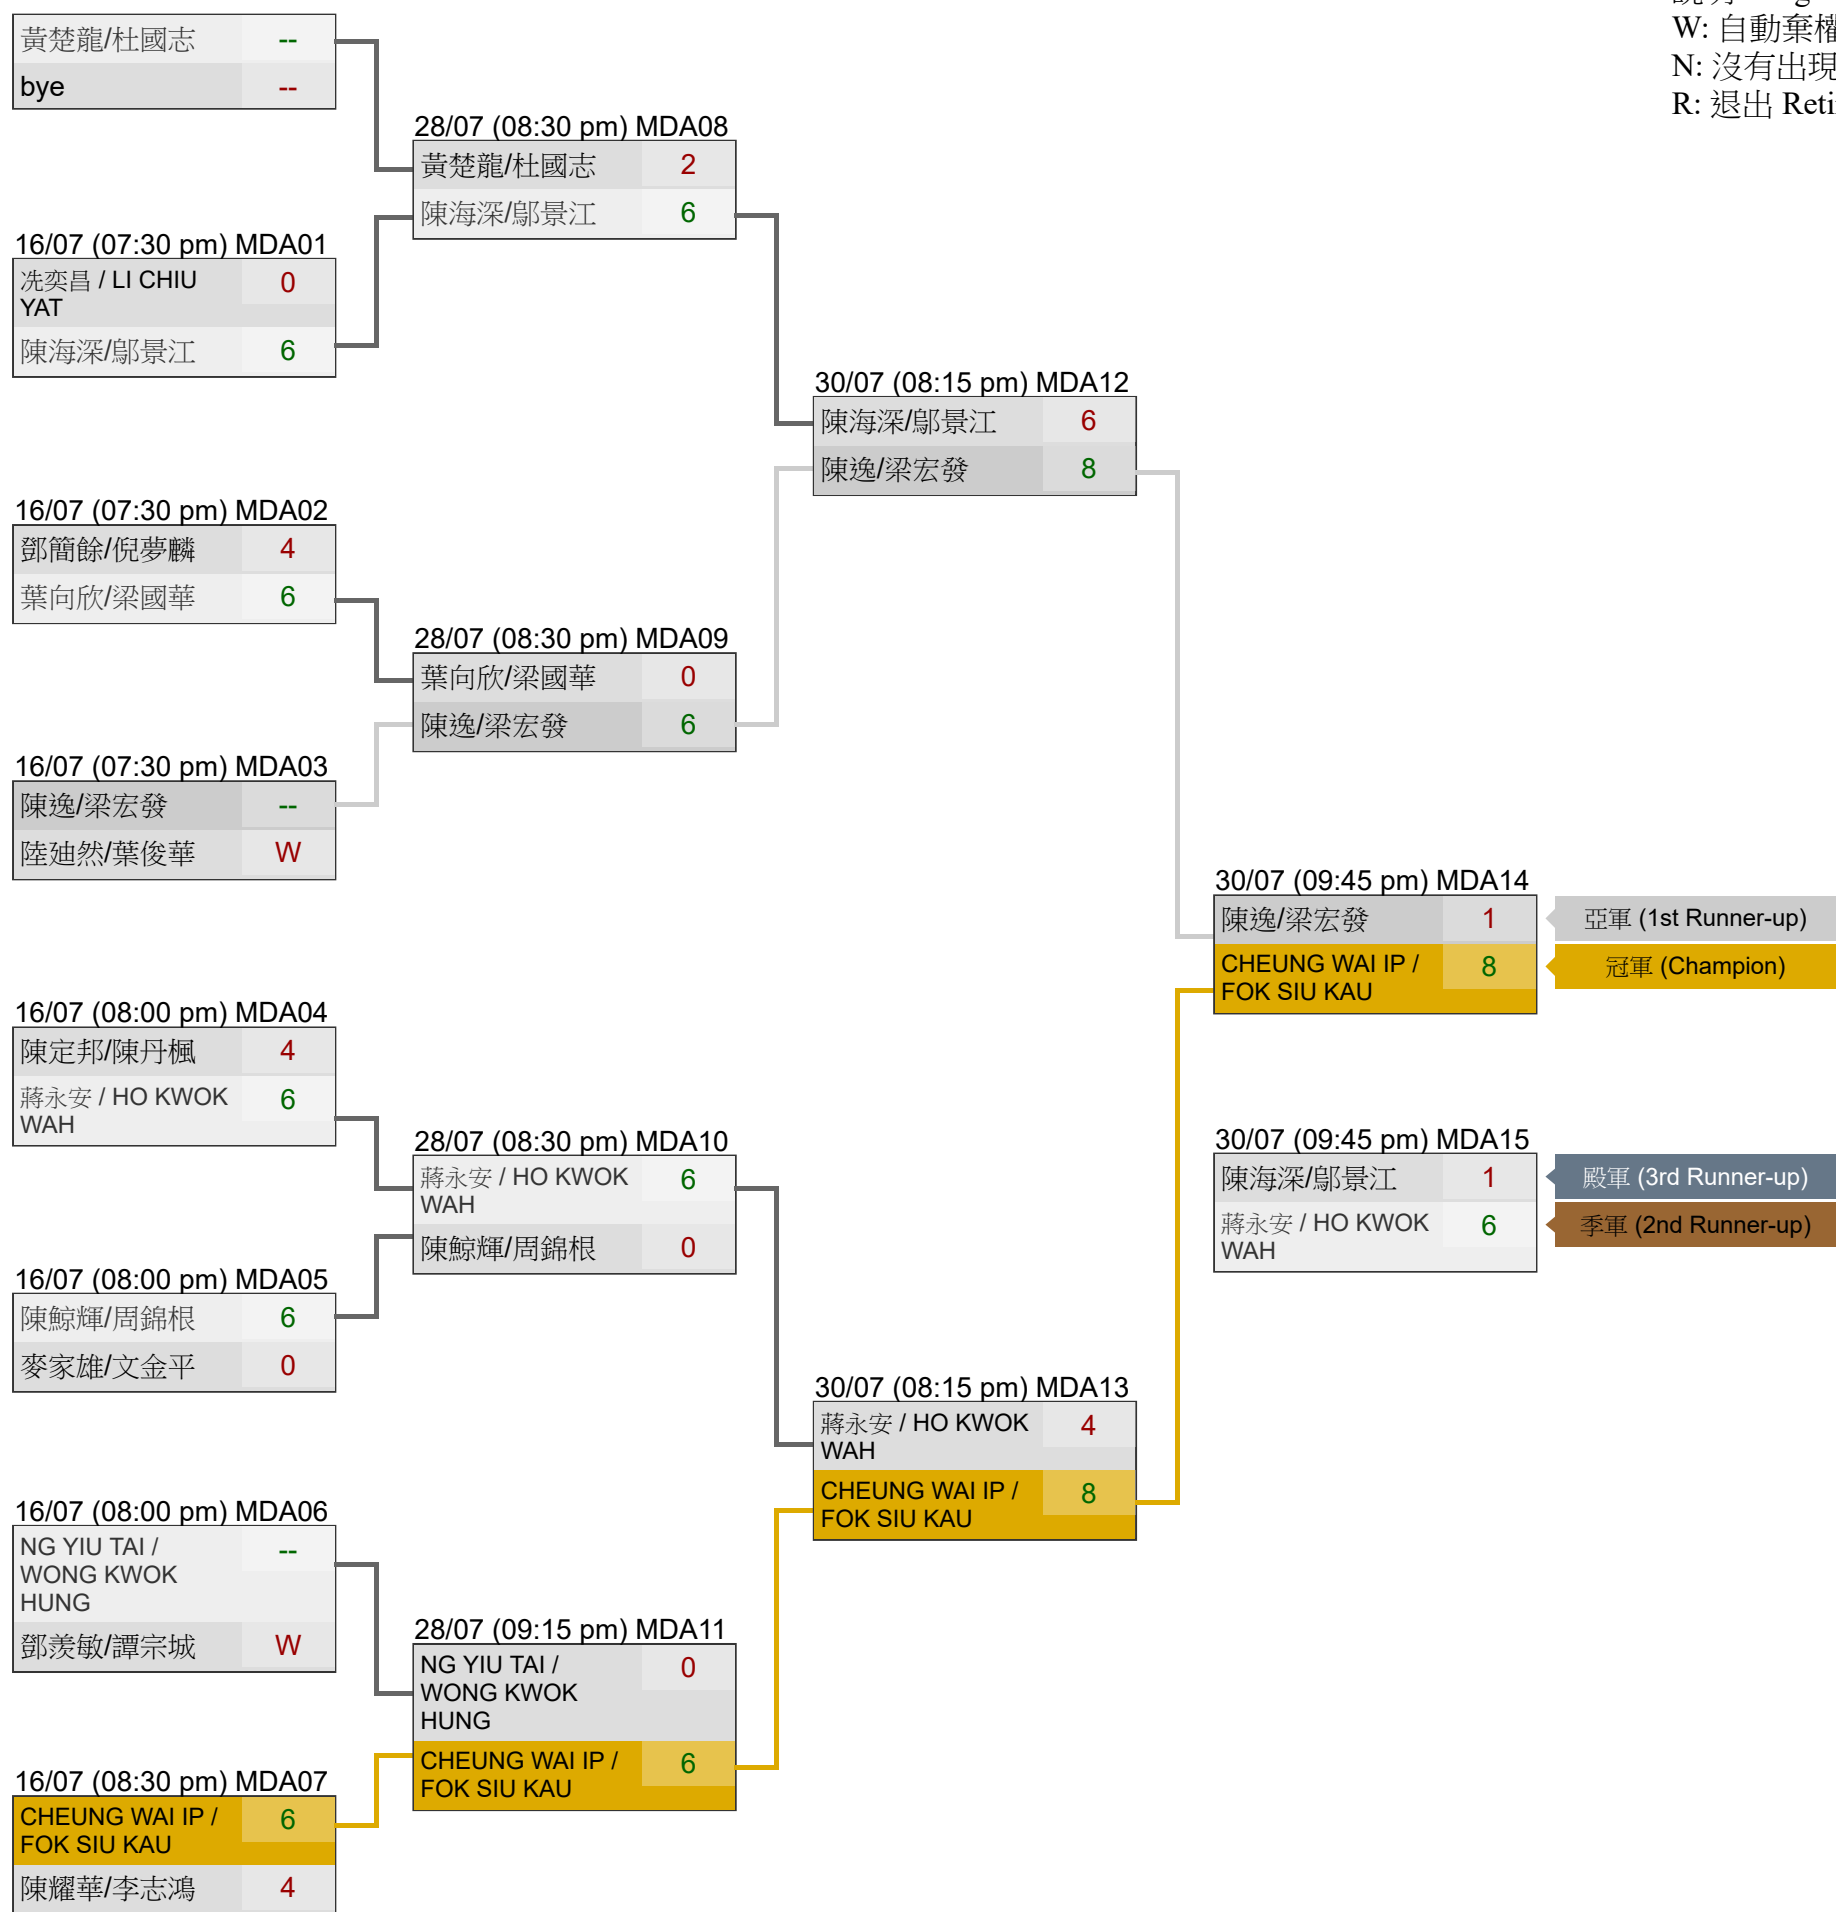 W: 自動棄權
N: 沒有出現
R: 退出
黃楚龍/杜國志 --
bye --
28/07 (08:30 pm) MDA08
黃楚龍/杜國志 2
陳海深/鄔景江 6
16/07 (07:30 pm) MDA01
冼奕昌 / LI CHIU
YAT 0
陳海深/鄔景江 6
30/07 (08:15 pm) MDA12
陳海深/鄔景江 6
陳逸/梁宏發 8
16/07 (07:30 pm) MDA02
鄧簡餘/倪夢麟 4
葉向欣/梁國華 6
28/07 (08:30 pm) MDA09
葉向欣/梁國華 0
陳逸/梁宏發 6
16/07 (07:30 pm) MDA03
陳逸/梁宏發 --
陸廸然/葉俊華 W
30/07 (09:45 pm) MDA14
陳逸/梁宏發 1 亞軍 (1st Runner-up)
CHEUNG WAI IP / 8 冠軍 (Champion)
FOK SIU KAU
16/07 (08:00 pm) MDA04
陳定邦/陳丹楓 4
蔣永安 / HO KWOK 6
WAH
28/07 (08:30 pm) MDA10
蔣永安 / HO KWOK 6
WAH
陳鯨輝/周錦根 0
30/07 (09:45 pm) MDA15
陳海深/鄔景江 1 殿軍 (3rd Runner-up)
蔣永安 / HO KWOK 6 季軍 (2nd Runner-up)
WAH
16/07 (08:00 pm) MDA05
陳鯨輝/周錦根 6
麥家雄/文金平 0
30/07 (08:15 pm) MDA13
蔣永安 / HO KWOK 4
WAH
CHEUNG WAI IP / 8
FOK SIU KAU
16/07 (08:00 pm) MDA06
NG YIU TAI / --
WONG KWOK
HUNG
鄧羨敏/譚宗城 W
28/07 (09:15 pm) MDA11
NG YIU TAI / 0
WONG KWOK
HUNG
CHEUNG WAI IP / 6
FOK SIU KAU
16/07 (08:30 pm) MDA07
CHEUNG WAI IP / 6
FOK SIU KAU
陳耀華/李志鴻 4